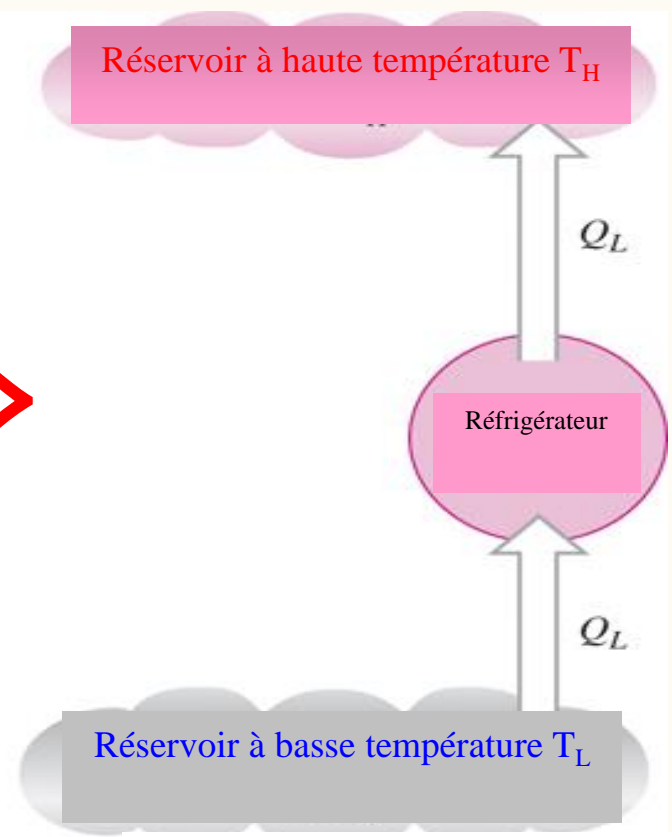 Réservoir à haute température T_H
Q_L
Réfrigérateur
Q_L
Réservoir à basse température T_L